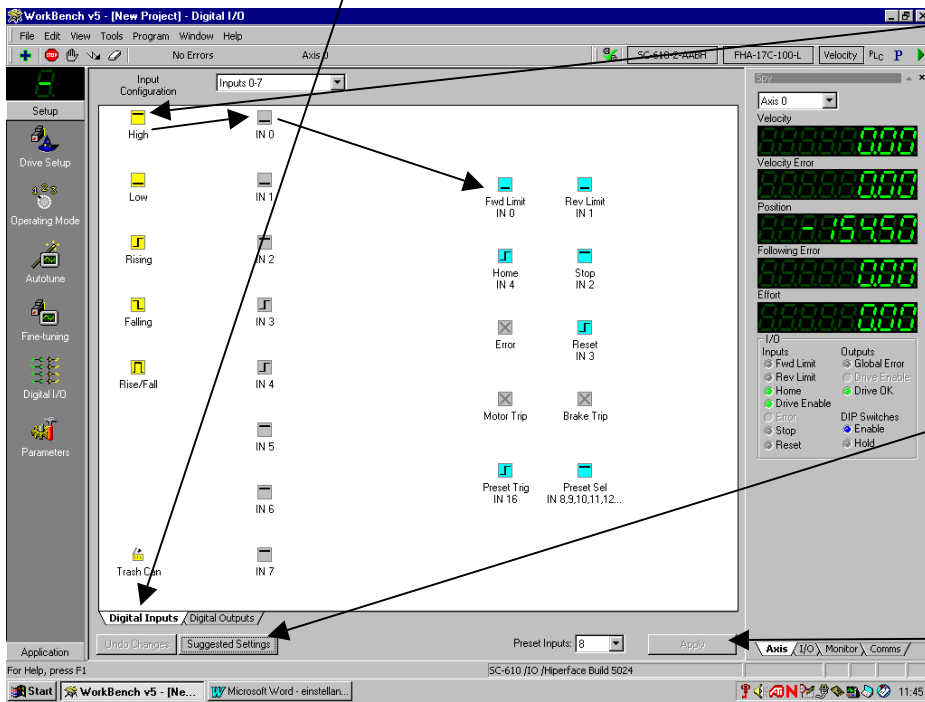 WorkBench v5 - [New Project] - Digital I/O
File Edit View Tools Program Window Help
No Errors
Axis 0
SC-610-2-AABH
FHA-17C-100-L
Velocity
PLC
P
Input Configuration
Inputs 0-7
Setup
Drive Setup
Operating Mode
Autotune
Fine-tuning
Digital I/O
Parameters
Application
High
Low
Rising
Falling
Rise/Fall
Trash Can
IN 0
IN 1
IN 2
IN 3
IN 4
IN 5
IN 6
IN 7
Fwd Limit
IN 0
Rev Limit
IN 1
Home
IN 4
Stop
IN 2
Error
Reset
IN 3
Motor Trip
Brake Trip
Preset Trig
IN 16
Preset Sel
IN 8,9,10,11,12...
Digital Inputs
Digital Outputs
Undo Changes
Suggested Settings
Preset Inputs: 8
Apply
Spy
Axis 0
Velocity
0.00
Velocity Error
0.00
Position
-154.50
Following Error
0.00
Effort
0.00
I/O
Inputs
Fwd Limit
Rev Limit
Home
Drive Enable
Error
Stop
Reset
Outputs
Global Error
Drive Enable
Drive OK
DIP Switches
Enable
Hold
Axis
I/O
Monitor
Comms
For Help, press F1
SC-610 /IO /Hiperface Build 5024
Start
WorkBench v5 - [Ne...
Microsoft Word - einstellan...
11:45